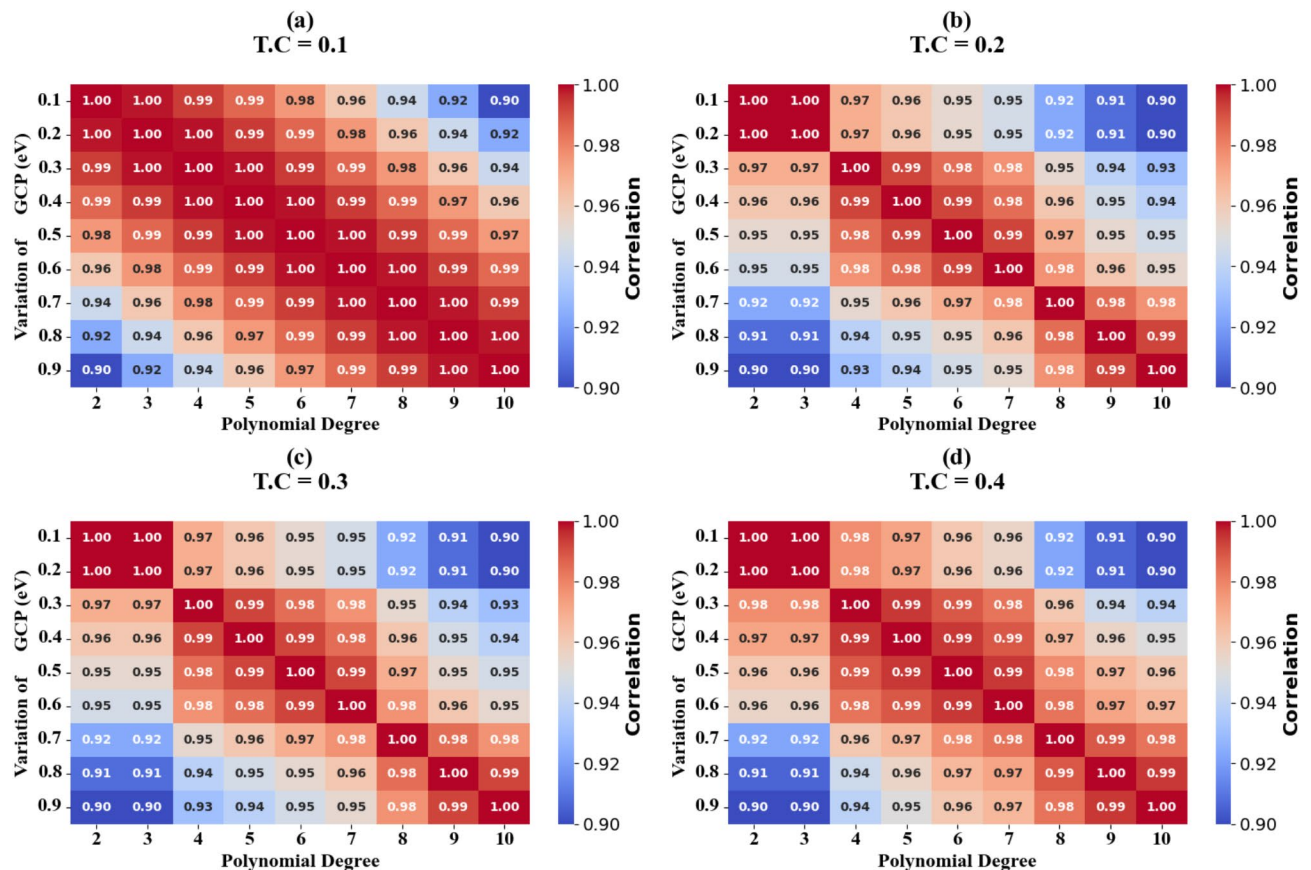 (a)
T.C = 0.1
0.1 1.00 1.00 0.99 0.99 0.98 0.96 0.94 0.92 0.90
0.2 1.00 1.00 1.00 0.99 0.99 0.98 0.96 0.94 0.92
0.3 0.99 1.00 1.00 1.00 0.99 0.99 0.98 0.96 0.94
0.4 0.99 0.99 1.00 1.00 1.00 0.99 0.99 0.97 0.96
0.5 0.98 0.99 0.99 1.00 1.00 1.00 0.99 0.99 0.97
0.6 0.96 0.98 0.99 0.99 1.00 1.00 1.00 0.99 0.99
0.7 0.94 0.96 0.98 0.99 0.99 1.00 1.00 1.00 0.99
0.8 0.92 0.94 0.96 0.97 0.99 0.99 1.00 1.00 1.00
0.9 0.90 0.92 0.94 0.96 0.97 0.99 0.99 1.00 1.00
2 3 4 5 6 7 8 9 10
Polynomial Degree
Variation of GCP (eV)
1.00
0.98
0.96
0.94
0.92
0.90
Correlation
(b)
T.C = 0.2
0.1 1.00 1.00 0.97 0.96 0.95 0.95 0.92 0.91 0.90
0.2 1.00 1.00 0.97 0.96 0.95 0.95 0.92 0.91 0.90
0.3 0.97 0.97 1.00 0.99 0.98 0.98 0.95 0.94 0.93
0.4 0.96 0.96 0.99 1.00 0.99 0.98 0.96 0.95 0.94
0.5 0.95 0.95 0.98 0.99 1.00 0.99 0.97 0.95 0.95
0.6 0.95 0.95 0.98 0.98 0.99 1.00 0.98 0.96 0.95
0.7 0.92 0.92 0.95 0.96 0.97 0.98 1.00 0.98 0.98
0.8 0.91 0.91 0.94 0.95 0.95 0.96 0.98 1.00 0.99
0.9 0.90 0.90 0.93 0.94 0.95 0.95 0.98 0.99 1.00
2 3 4 5 6 7 8 9 10
Polynomial Degree
Variation of GCP (eV)
1.00
0.98
0.96
0.94
0.92
0.90
Correlation
(c)
T.C = 0.3
0.1 1.00 1.00 0.97 0.96 0.95 0.95 0.92 0.91 0.90
0.2 1.00 1.00 0.97 0.96 0.95 0.95 0.92 0.91 0.90
0.3 0.97 0.97 1.00 0.99 0.98 0.98 0.95 0.94 0.93
0.4 0.96 0.96 0.99 1.00 0.99 0.98 0.96 0.95 0.94
0.5 0.95 0.95 0.98 0.99 1.00 0.99 0.97 0.95 0.95
0.6 0.95 0.95 0.98 0.98 0.99 1.00 0.98 0.96 0.95
0.7 0.92 0.92 0.95 0.96 0.97 0.98 1.00 0.98 0.98
0.8 0.91 0.91 0.94 0.95 0.95 0.96 0.98 1.00 0.99
0.9 0.90 0.90 0.93 0.94 0.95 0.95 0.98 0.99 1.00
2 3 4 5 6 7 8 9 10
Polynomial Degree
Variation of GCP (eV)
1.00
0.98
0.96
0.94
0.92
0.90
Correlation
(d)
T.C = 0.4
0.1 1.00 1.00 0.98 0.97 0.96 0.96 0.92 0.91 0.90
0.2 1.00 1.00 0.98 0.97 0.96 0.96 0.92 0.91 0.90
0.3 0.98 0.98 1.00 0.99 0.99 0.98 0.96 0.94 0.94
0.4 0.97 0.97 0.99 1.00 0.99 0.99 0.97 0.96 0.95
0.5 0.96 0.96 0.99 0.99 1.00 0.99 0.98 0.97 0.96
0.6 0.96 0.96 0.98 0.99 0.99 1.00 0.98 0.97 0.97
0.7 0.92 0.92 0.96 0.97 0.98 0.98 1.00 0.99 0.98
0.8 0.91 0.91 0.94 0.96 0.97 0.97 0.99 1.00 0.99
0.9 0.90 0.90 0.94 0.95 0.96 0.97 0.98 0.99 1.00
2 3 4 5 6 7 8 9 10
Polynomial Degree
Variation of GCP (eV)
1.00
0.98
0.96
0.94
0.92
0.90
Correlation